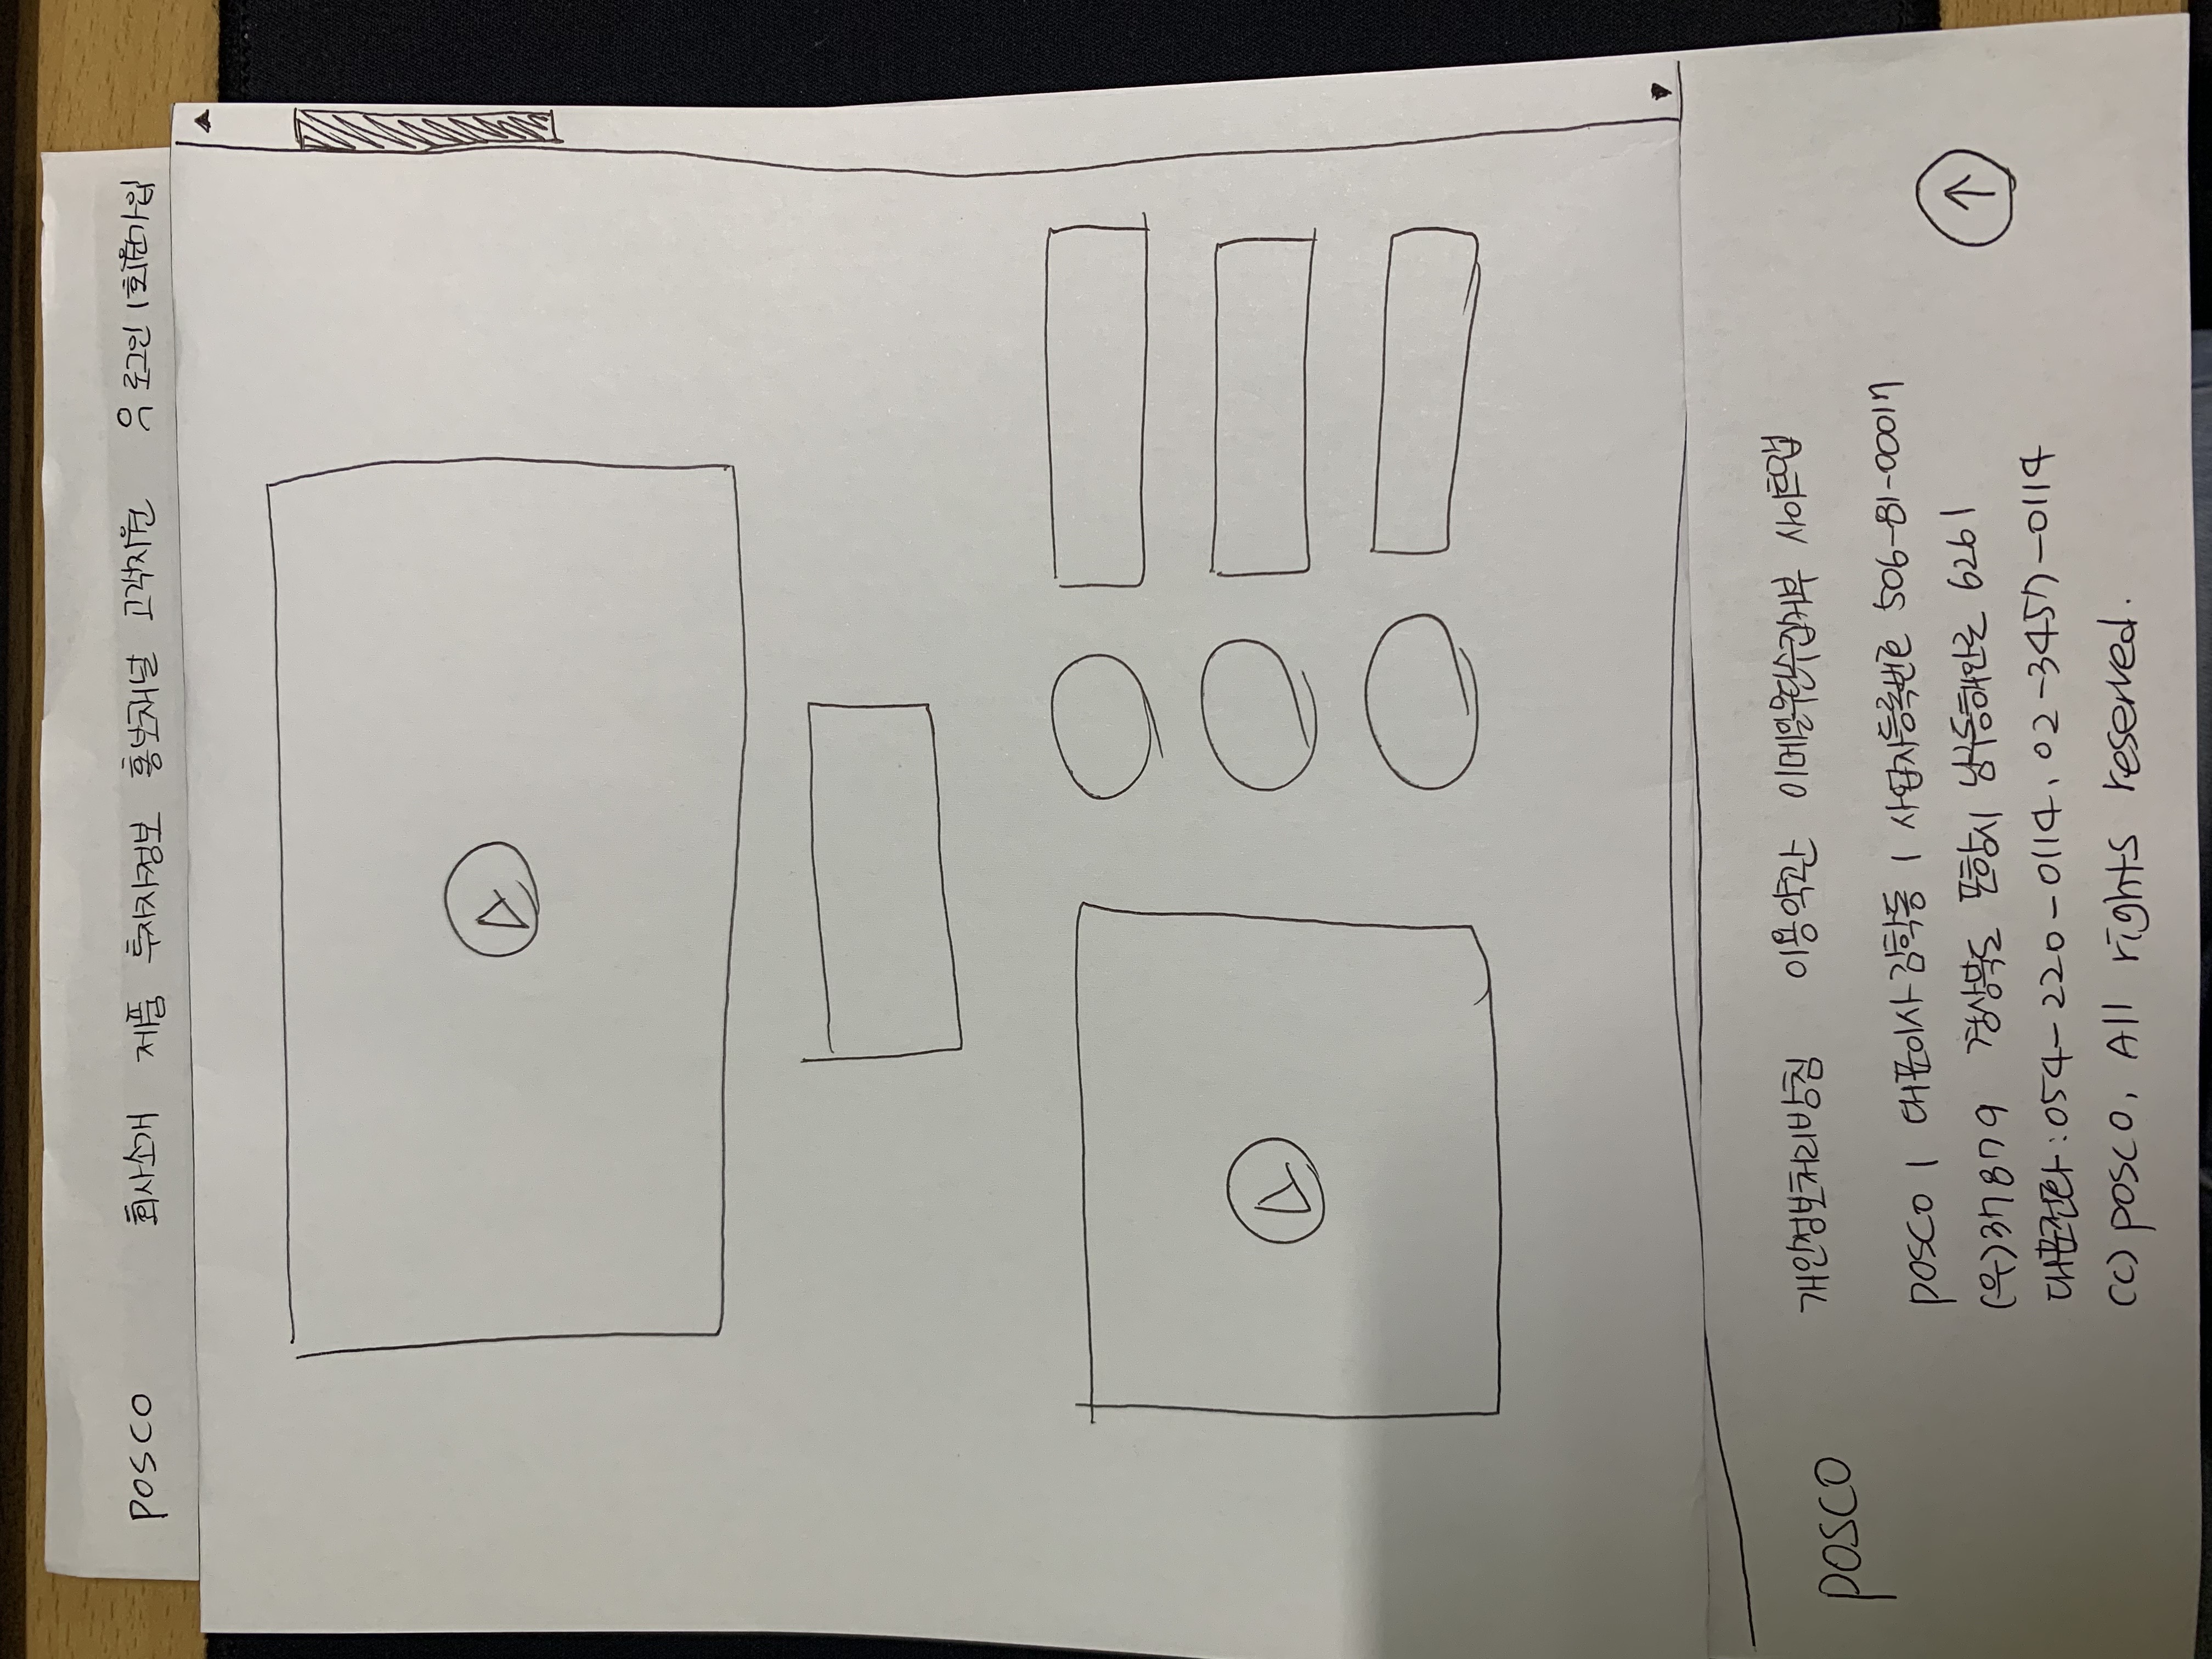 POSCO 회사소개 제품 투자자정보 홍보채널 고객지원 로그인 | 회원가입
개인정보처리방침 이용약관 이메일무단수집거부 사이트맵
POSCO
POSCO | 대표이사 김학동 | 사업자등록번호 506-81-00017
(우)37879 경상북도 포항시 남구동해안로 6261
대표전화 : 054-220-0114, 02-3457-0114
(C) POSCO, All rights reserved.